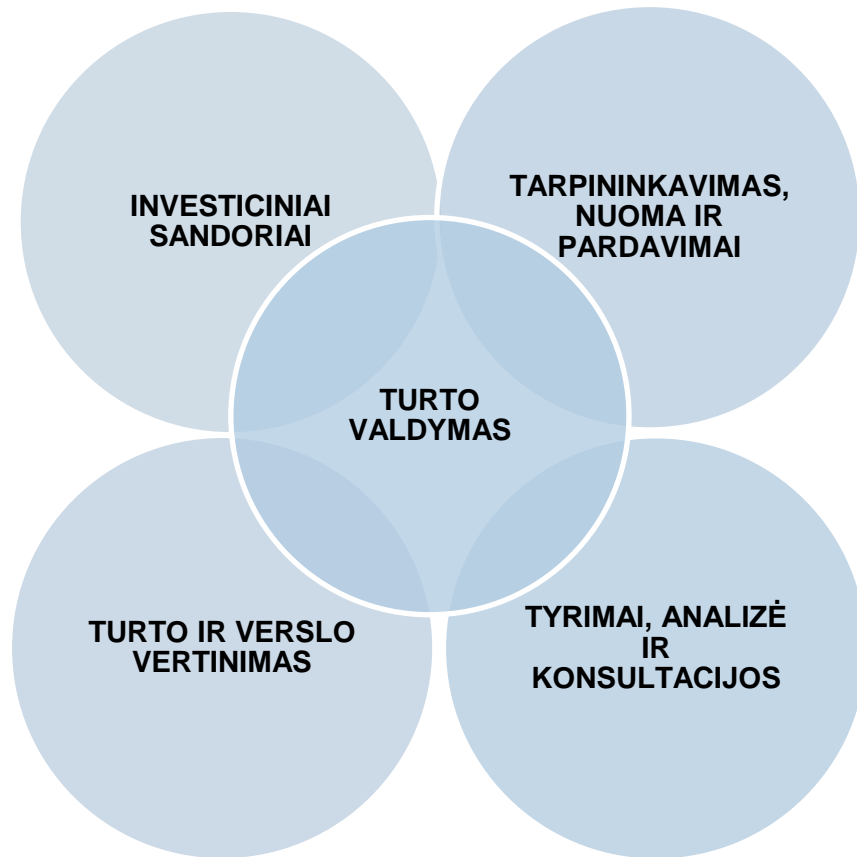 INVESTICINIAI
SANDORIAI
TARPININKAVIMAS,
NUOMA IR
PARDAVIMAI
TURTO
VALDYMAS
TURTO IR VERSLO
VERTINIMAS
TYRIMAI, ANALIZĖ
IR
KONSULTACIJOS